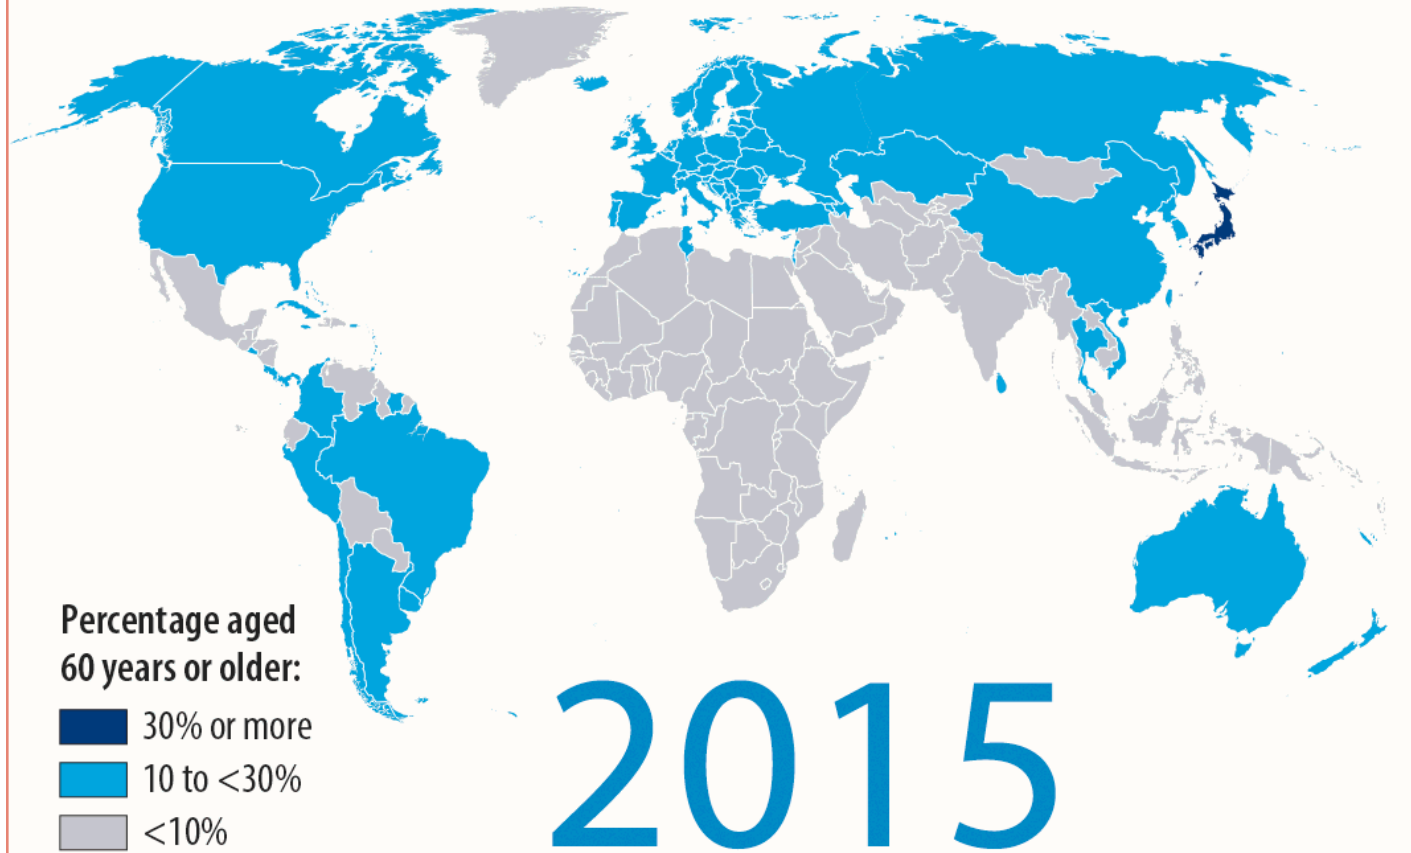 Percentage aged
60 years or older:
30% or more
10 to <30%
<10%
2015